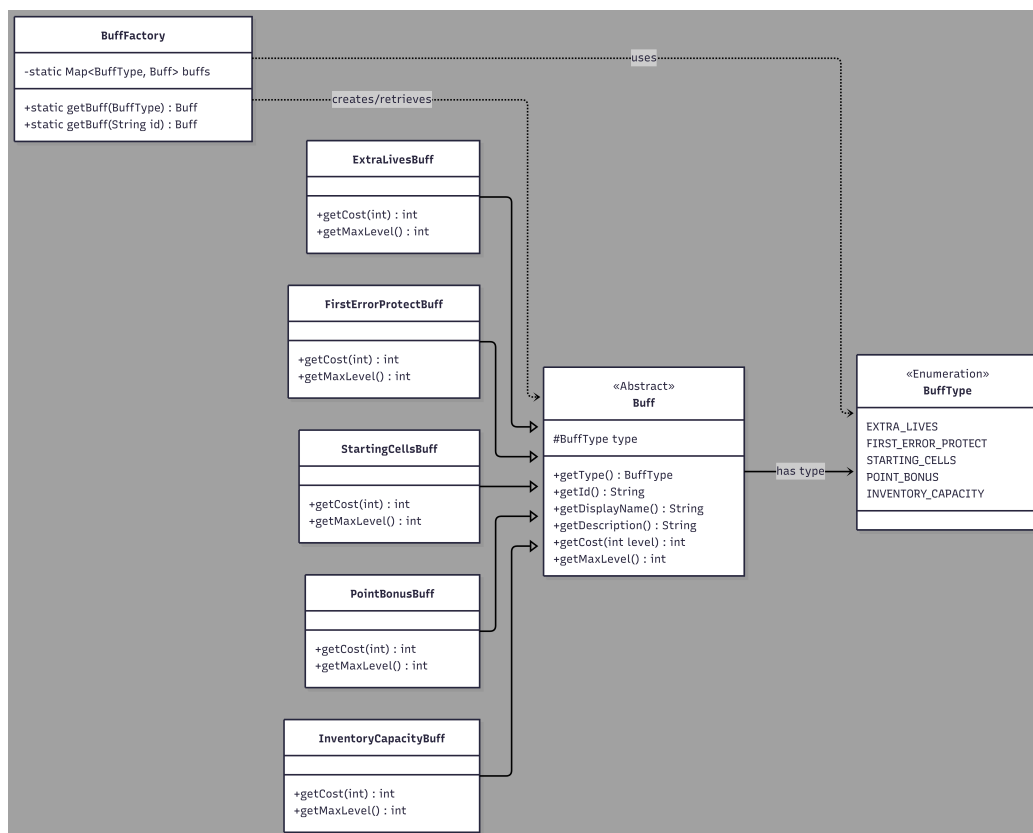 BuffFactory
-static Map<BuffType, Buff> buffs
+static getBuff(BuffType) : Buff
+static getBuff(String id) : Buff
uses
creates/retrieves
ExtraLivesBuff
+getCost(int) : int
+getMaxLevel() : int
FirstErrorProtectBuff
+getCost(int) : int
+getMaxLevel() : int
StartingCellsBuff
+getCost(int) : int
+getMaxLevel() : int
PointBonusBuff
+getCost(int) : int
+getMaxLevel() : int
InventoryCapacityBuff
+getCost(int) : int
+getMaxLevel() : int
«Abstract»
Buff
#BuffType type
+getType() : BuffType
+getId() : String
+getDisplayName() : String
+getDescription() : String
+getCost(int level) : int
+getMaxLevel() : int
has type
«Enumeration»
BuffType
EXTRA_LIVES
FIRST_ERROR_PROTECT
STARTING_CELLS
POINT_BONUS
INVENTORY_CAPACITY